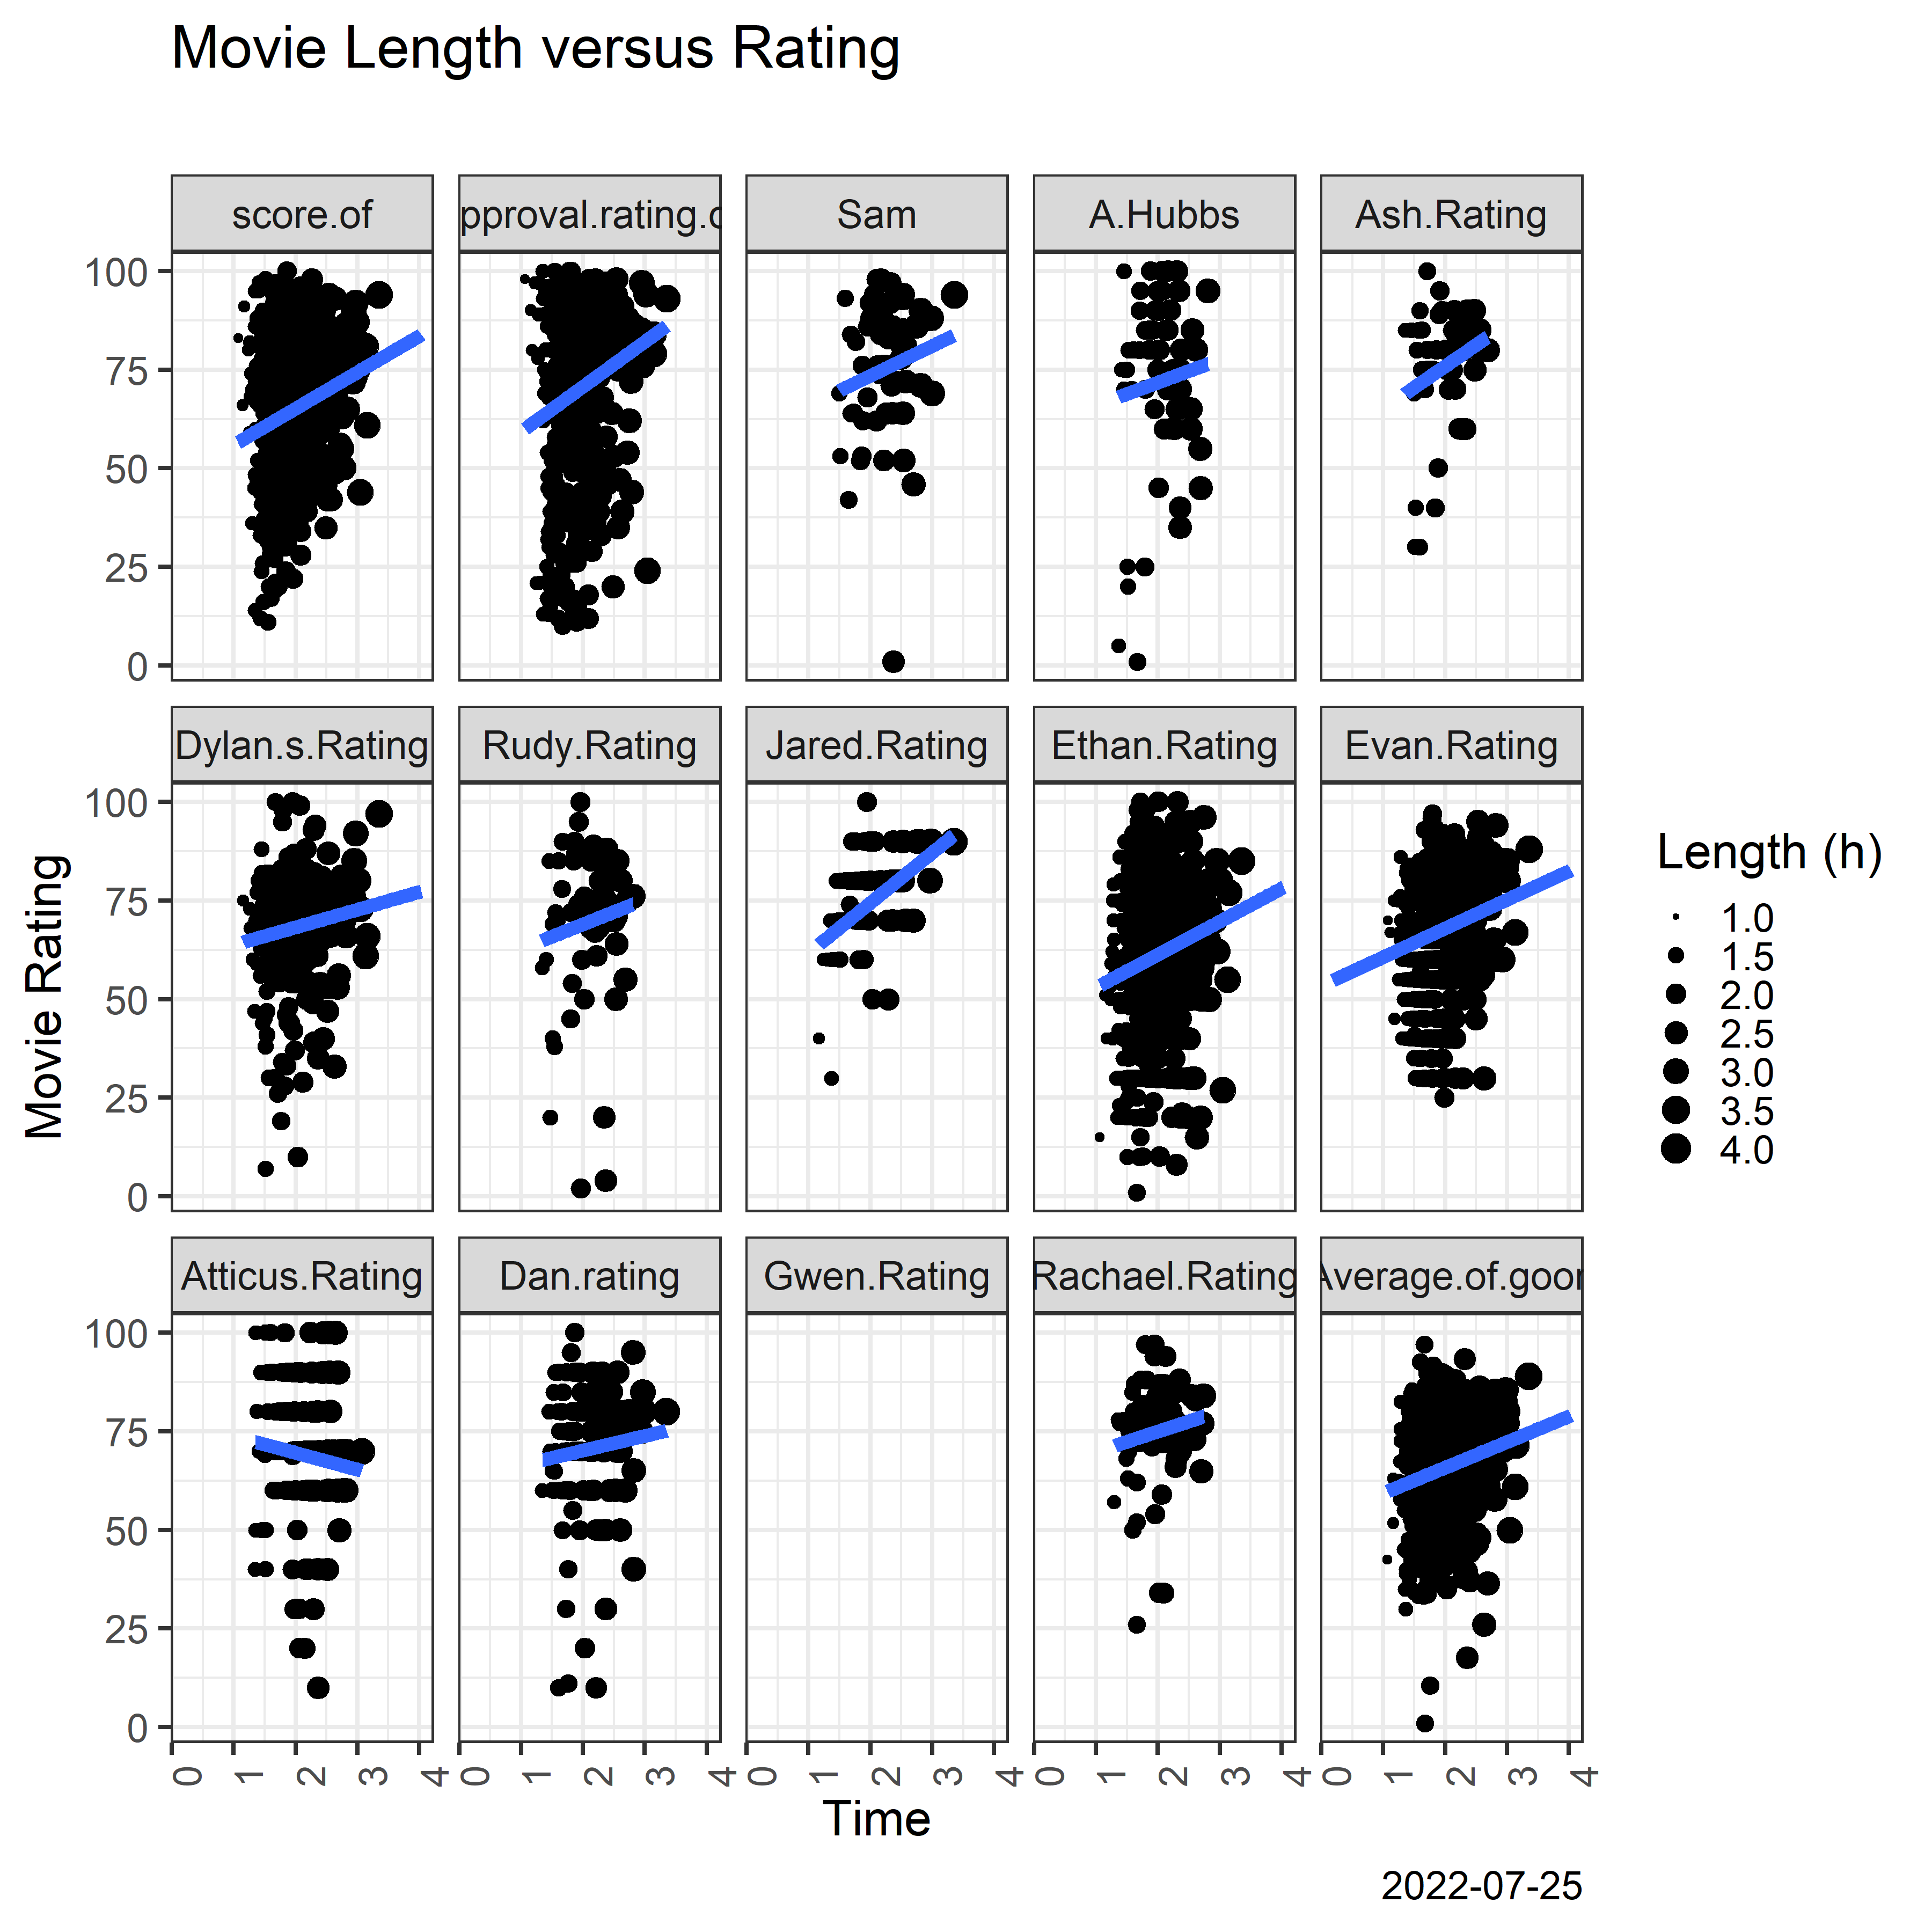 Movie Length versus Rating
score.of
pproval.rating.o
Sam
A.Hubbs
Ash.Rating
100
75
50
25
0
Dylan.s.Rating
Rudy.Rating
Jared.Rating
Ethan.Rating
Evan.Rating
100
75
50
25
0
Atticus.Rating
Dan.rating
Gwen.Rating
Rachael.Rating
Average.of.goor
100
75
50
25
0
0 1 2 3 4
0 1 2 3 4
0 1 2 3 4
0 1 2 3 4
0 1 2 3 4
Movie Rating
Time
Length (h)
1.0
1.5
2.0
2.5
3.0
3.5
4.0
2022-07-25